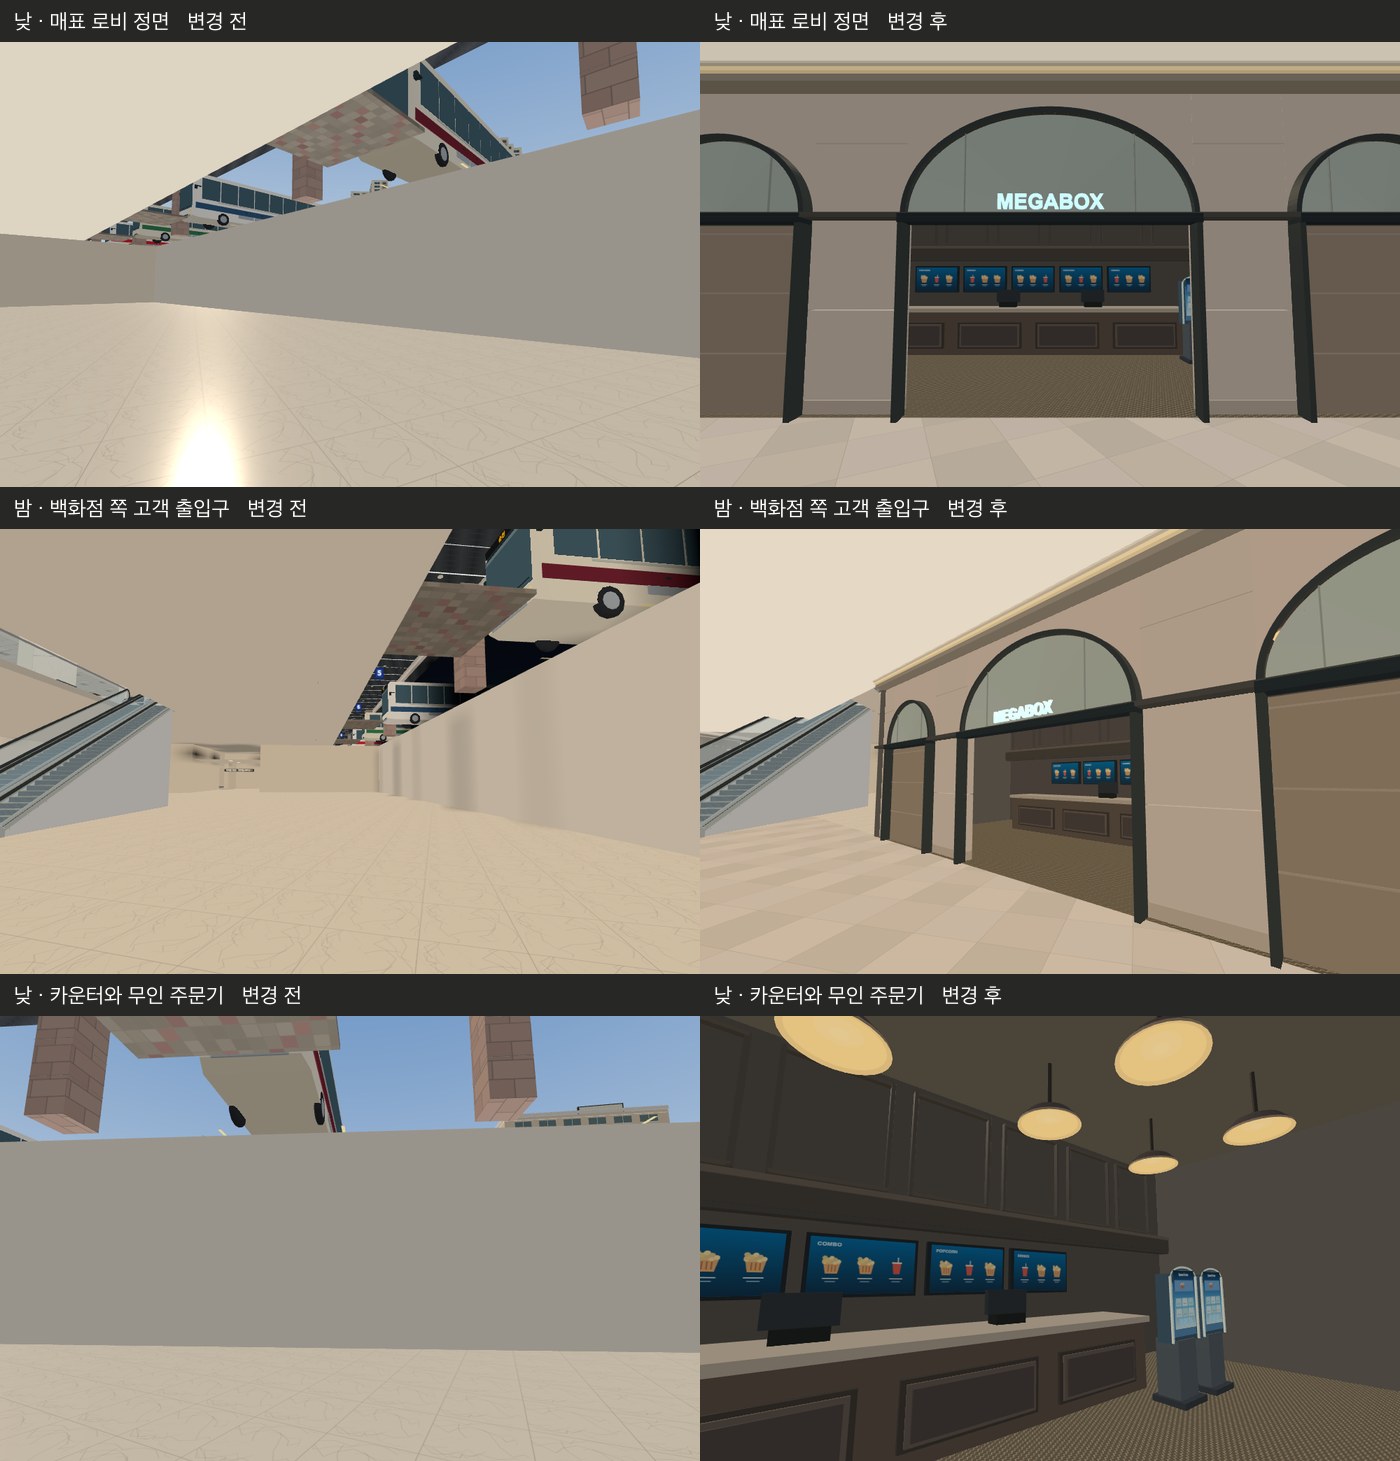 낮 · 매표 로비 정면 변경 전
낮 · 매표 로비 정면 변경 후
MEGABOX
밤 · 백화점 쪽 고객 출입구 변경 전
밤 · 백화점 쪽 고객 출입구 변경 후
5
MEGABOX
낮 · 카운터와 무인 주문기 변경 전
낮 · 카운터와 무인 주문기 변경 후
COMBO
POPCORN